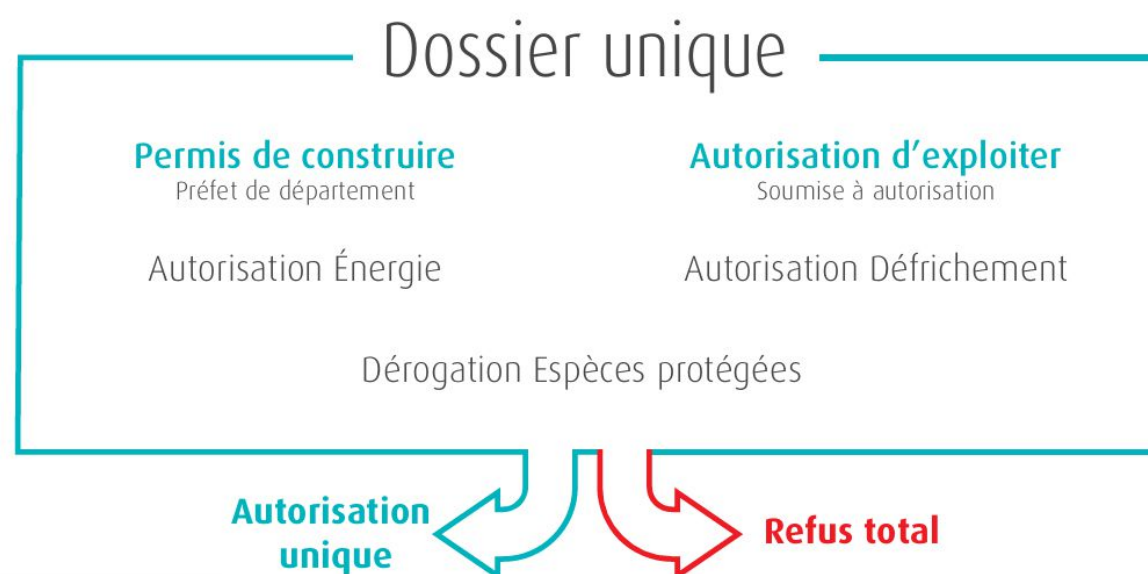 Dossier unique
Permis de construire
Préfet de département
Autorisation d'exploiter
Soumise à autorisation
Autorisation Énergie
Autorisation Défrichement
Dérogation Espèces protégées
Autorisation
unique
Refus total